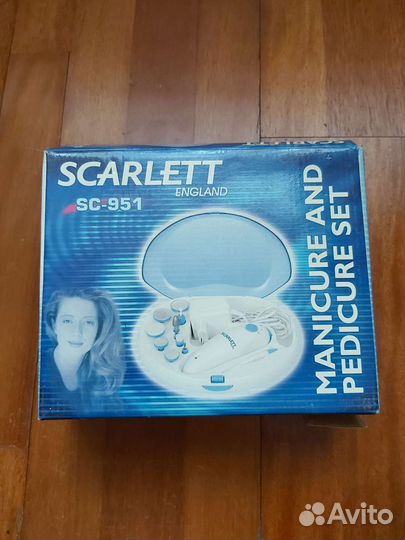 SCARLETT
ENGLAND
SC-951
MANICURE AND
PEDICURE SET
SCARLETT
Avito